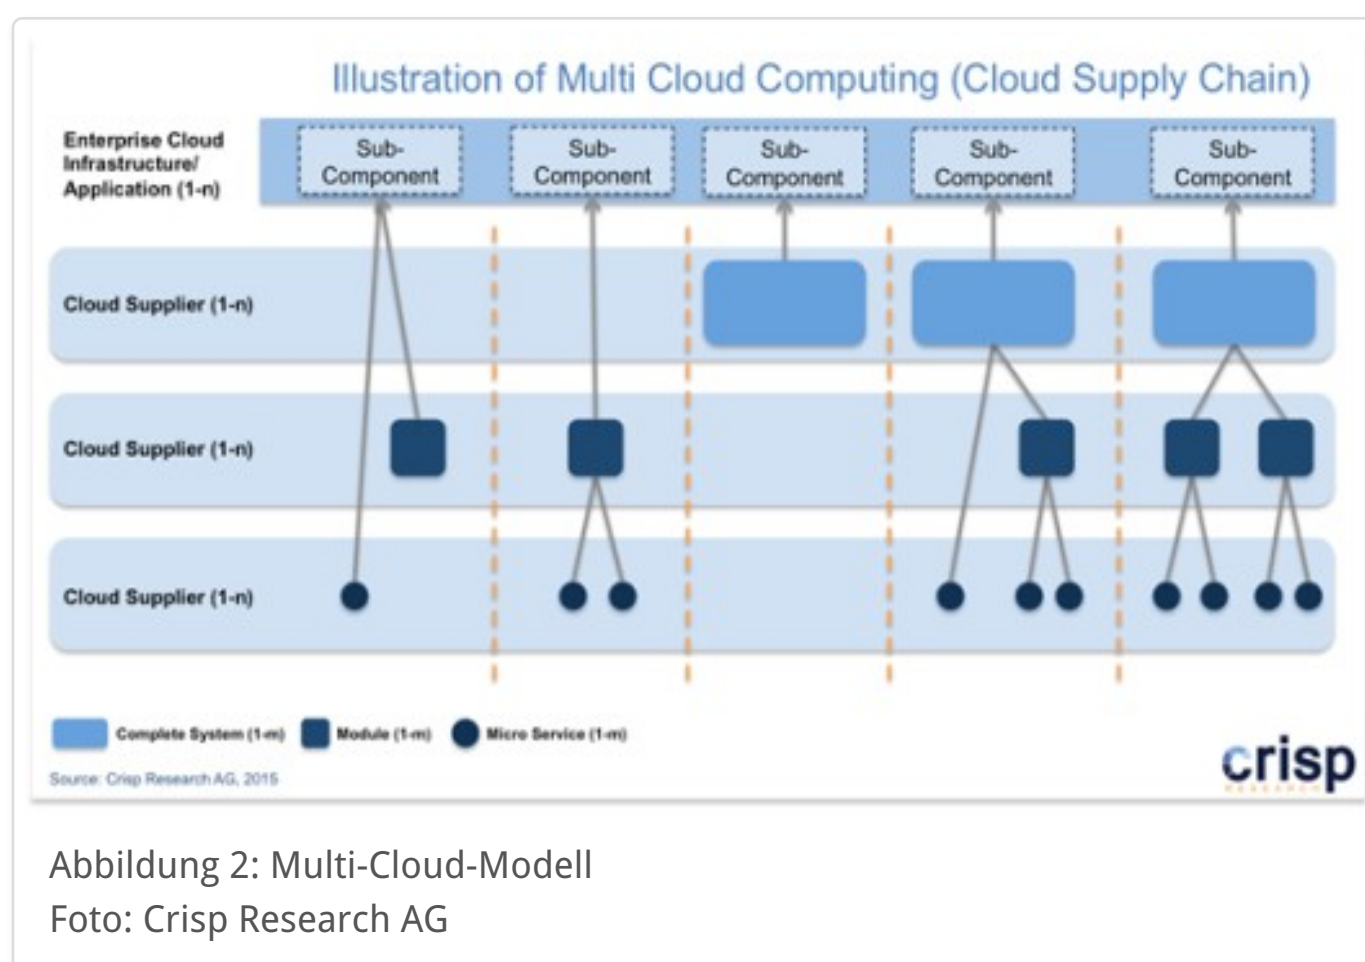 Illustration of Multi Cloud Computing (Cloud Supply Chain)
Enterprise Cloud
Infrastructure/
Application (1-n)
Sub-
Component
Sub-
Component
Sub-
Component
Sub-
Component
Sub-
Component
Cloud Supplier (1-n)
Cloud Supplier (1-n)
Cloud Supplier (1-n)
Complete System (1-m)
Module (1-m)
Micro Service (1-m)
Source: Crisp Research AG, 2015
crisp
RESEARCH
Abbildung 2: Multi-Cloud-Modell
Foto: Crisp Research AG